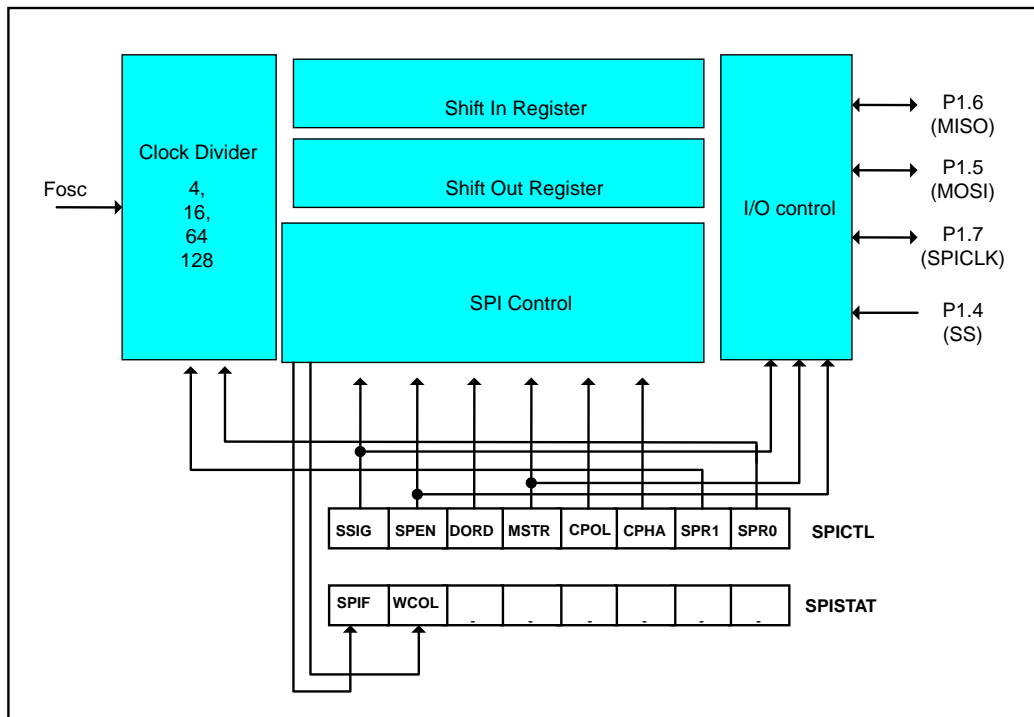 Shift In Register
P1.6
(MISO)
Clock Divider
4,
16,
64
128
Fosc
Shift Out Register
I/O control
P1.5
(MOSI)
P1.7
(SPICLK)
SPI Control
P1.4
(SS)
SSIG SPEN DORD MSTR CPOL CPHA SPR1 SPR0 SPICTL
SPIF WCOL - - - - - - SPISTAT